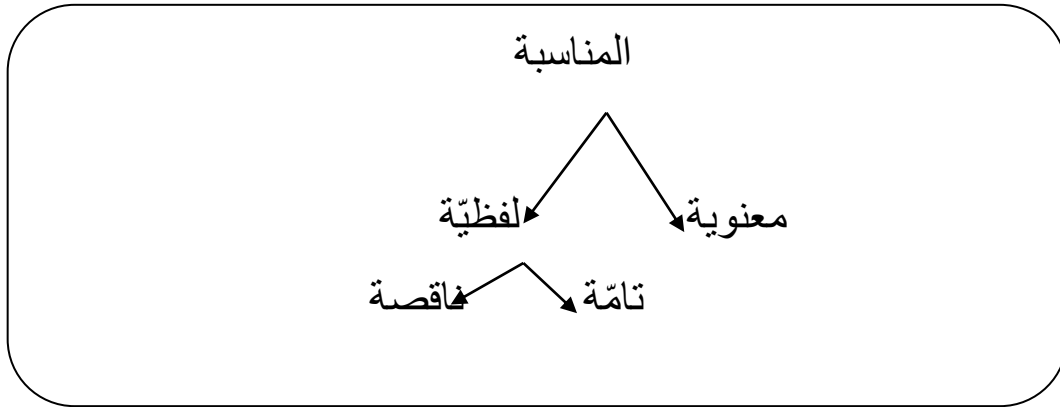 المناسبة
معنوية لفظيّة
تامّة ناقصة